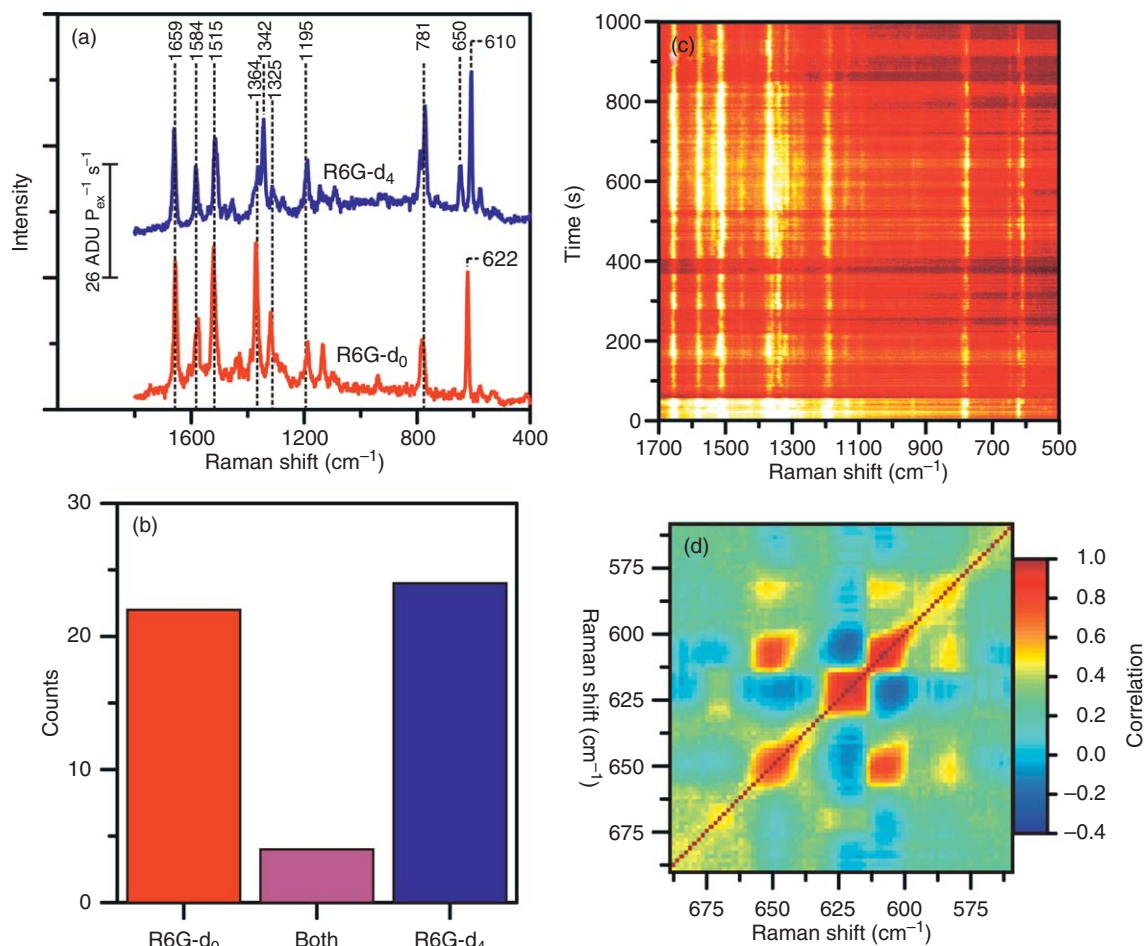 (a)
1659
1584
1515
1364
1342
1325
1195
781
650
610
R6G-d₄
26 ADU Pₑₓ⁻¹ s⁻¹
Intensity
622
R6G-d₀
1600
1200
800
400
Raman shift (cm⁻¹)
(c)
1000
800
600
400
200
0
Time (s)
1700
1500
1300
1100
900
700
500
Raman shift (cm⁻¹)
(b)
30
20
10
0
Counts
R6G-d₀
Both
R6G-d₄
(d)
575
600
625
650
675
Raman shift (cm⁻¹)
675
650
625
600
575
Raman shift (cm⁻¹)
1.0
0.8
0.6
0.4
0.2
0.0
–0.2
–0.4
Correlation